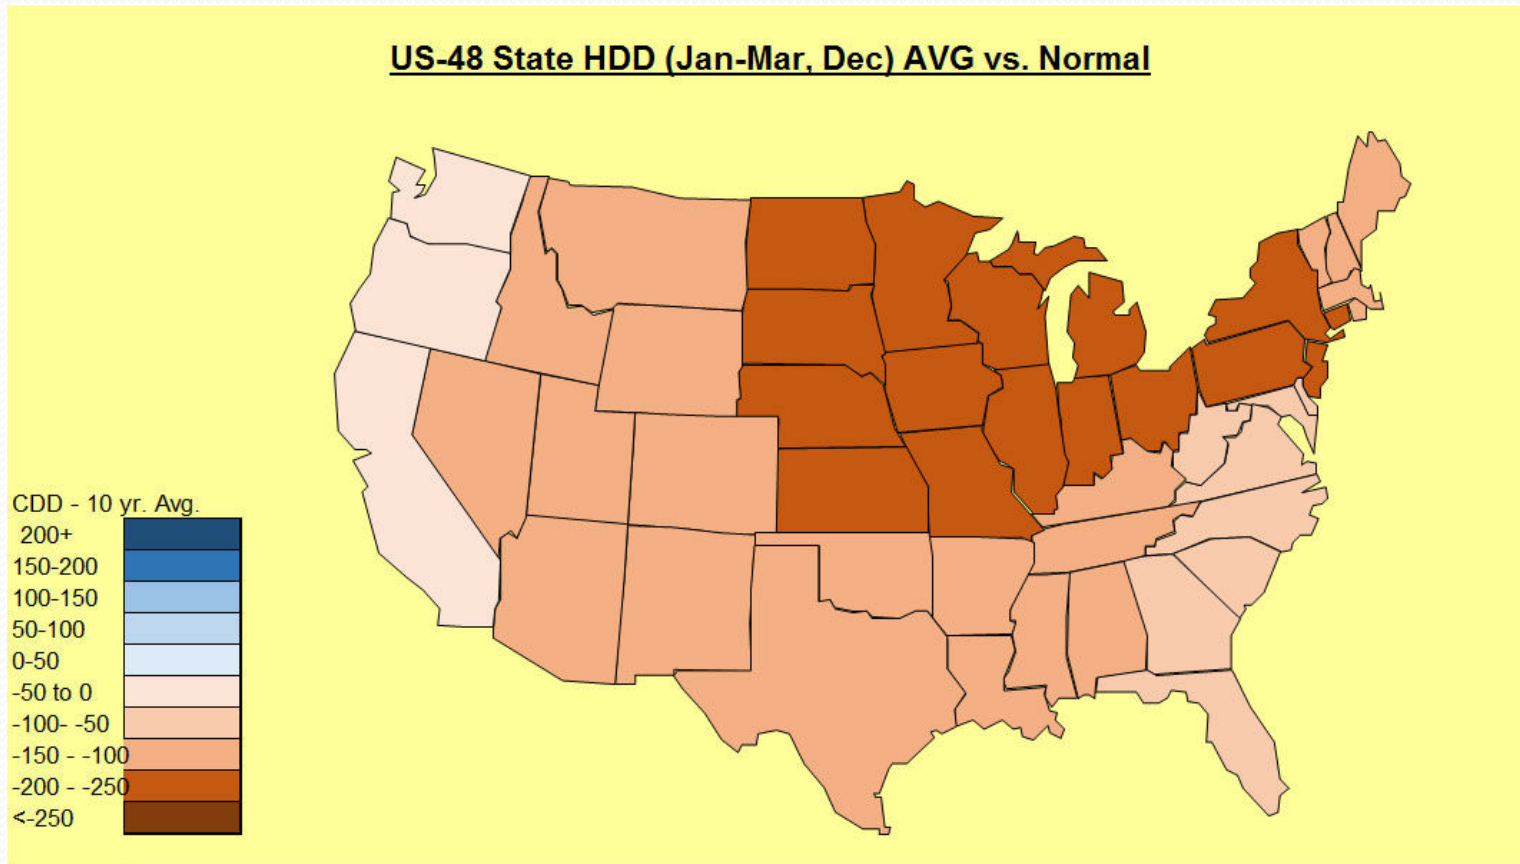 US-48 State HDD (Jan-Mar, Dec) AVG vs. Normal
CDD - 10 yr. Avg.
200+
150-200
100-150
50-100
0-50
-50 to 0
-100- -50
-150 - -100
-200 - -250
<-250